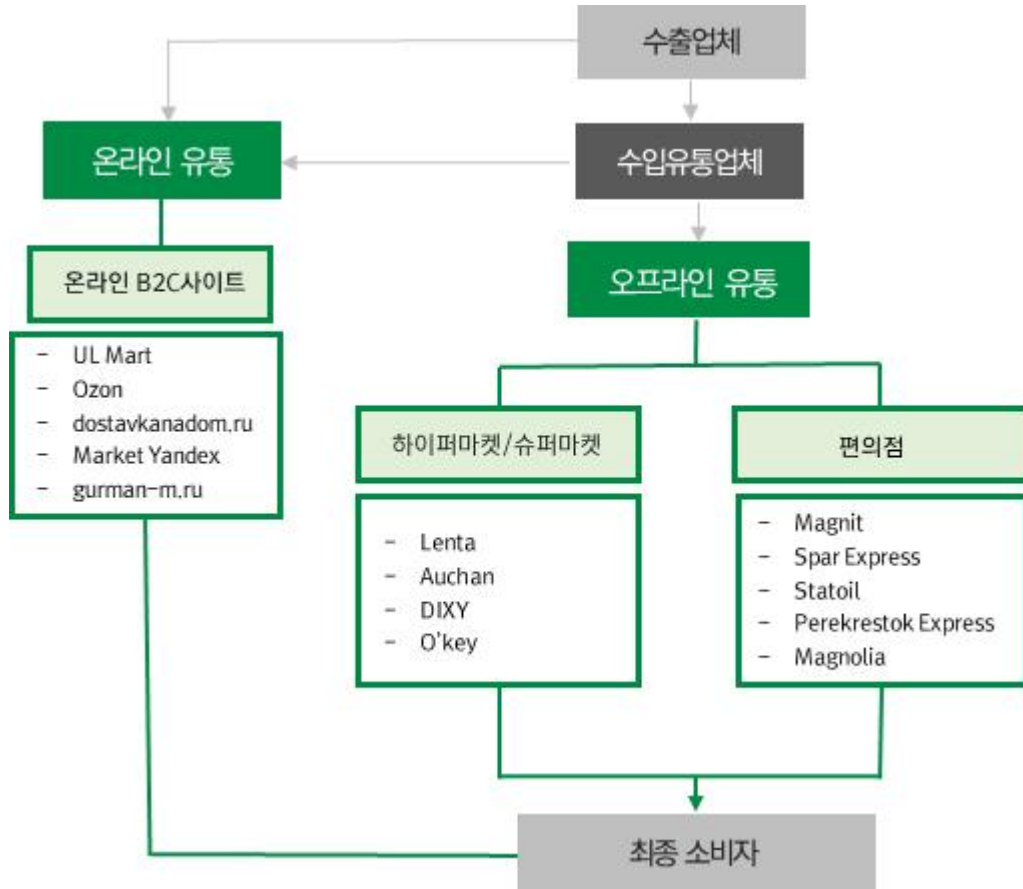 수출업체
온라인 유통
수입유통업체
온라인 B2C사이트
오프라인 유통
- UL Mart
- Ozon
- dostavkanadom.ru
- Market Yandex
- gurman-m.ru
하이퍼마켓/슈퍼마켓
편의점
- Lenta
- Auchan
- DIXY
- O'key
- Magnit
- Spar Express
- Statoil
- Perekrestok Express
- Magnolia
최종 소비자